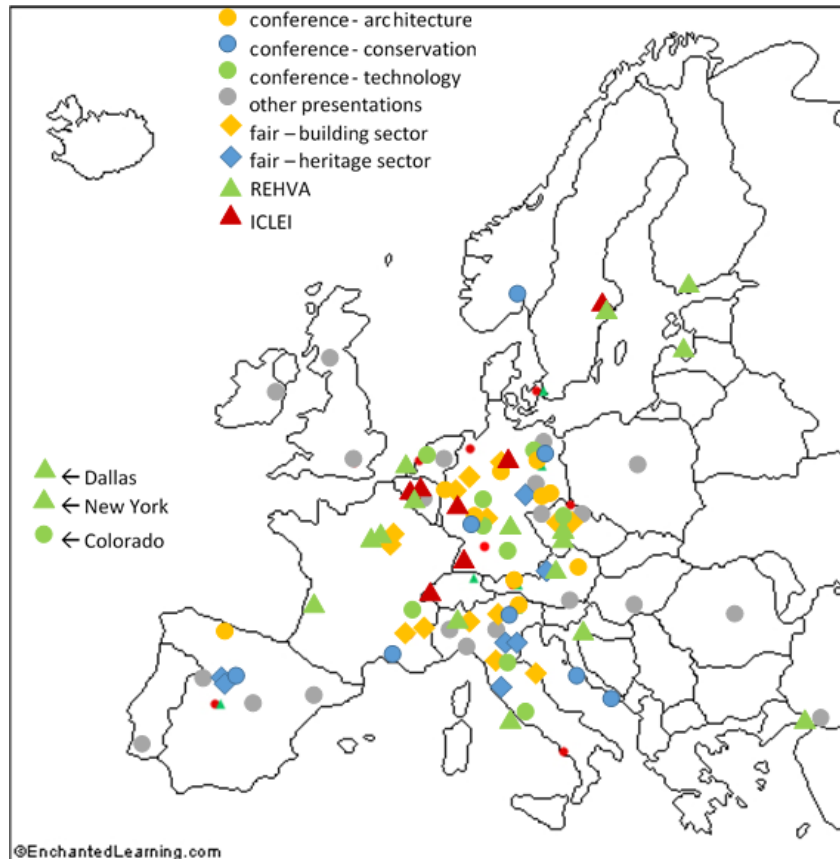 conference - architecture
conference - conservation
conference - technology
other presentations
fair – building sector
fair – heritage sector
REHVA
ICLEI
← Dallas
← New York
← Colorado
©EnchantedLearning.com